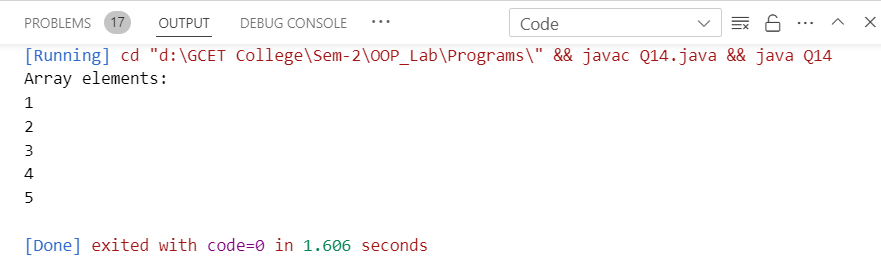 PROBLEMS 17 OUTPUT DEBUG CONSOLE ··· Code ···
[Running] cd "d:\GCET College\Sem-2\OOP_Lab\Programs\" && javac Q14.java && java Q14
Array elements:
1
2
3
4
5
[Done] exited with code=0 in 1.606 seconds